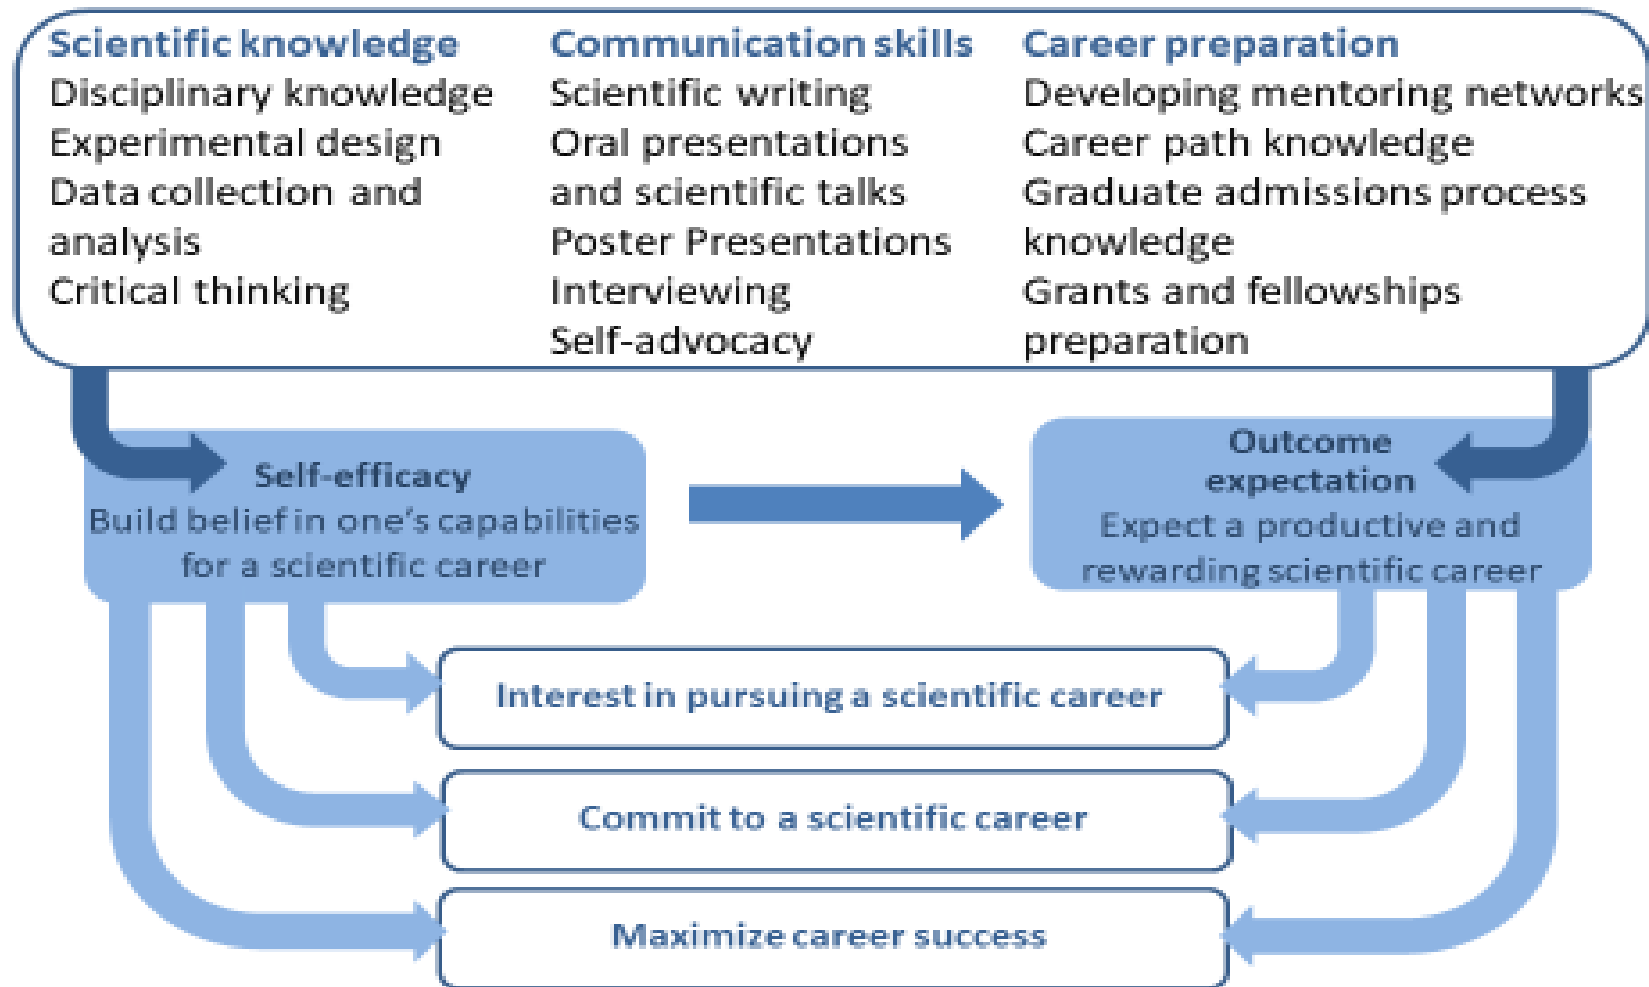 Scientific knowledge
Disciplinary knowledge
Experimental design
Data collection and
analysis
Critical thinking
Communication skills
Scientific writing
Oral presentations
and scientific talks
Poster Presentations
Interviewing
Self-advocacy
Career preparation
Developing mentoring networks
Career path knowledge
Graduate admissions process
knowledge
Grants and fellowships
preparation
Self-efficacy
Build belief in one's capabilities
for a scientific career
Outcome
expectation
Expect a productive and
rewarding scientific career
Interest in pursuing a scientific career
Commit to a scientific career
Maximize career success